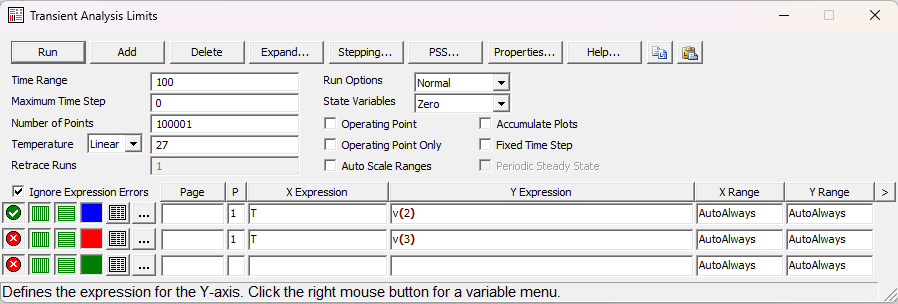 Transient Analysis Limits
Run Add Delete Expand... Stepping... PSS... Properties... Help...
Time Range 100 Run Options Normal
Maximum Time Step 0 State Variables Zero
Number of Points 100001 Operating Point Accumulate Plots
Temperature Linear 27 Operating Point Only Fixed Time Step
Retrace Runs 1 Auto Scale Ranges Periodic Steady State
Ignore Expression Errors Page P X Expression Y Expression X Range Y Range >
... 1 T v(2) AutoAlways AutoAlways
... 1 T v(3) AutoAlways AutoAlways
... AutoAlways AutoAlways
Defines the expression for the Y-axis. Click the right mouse button for a variable menu.